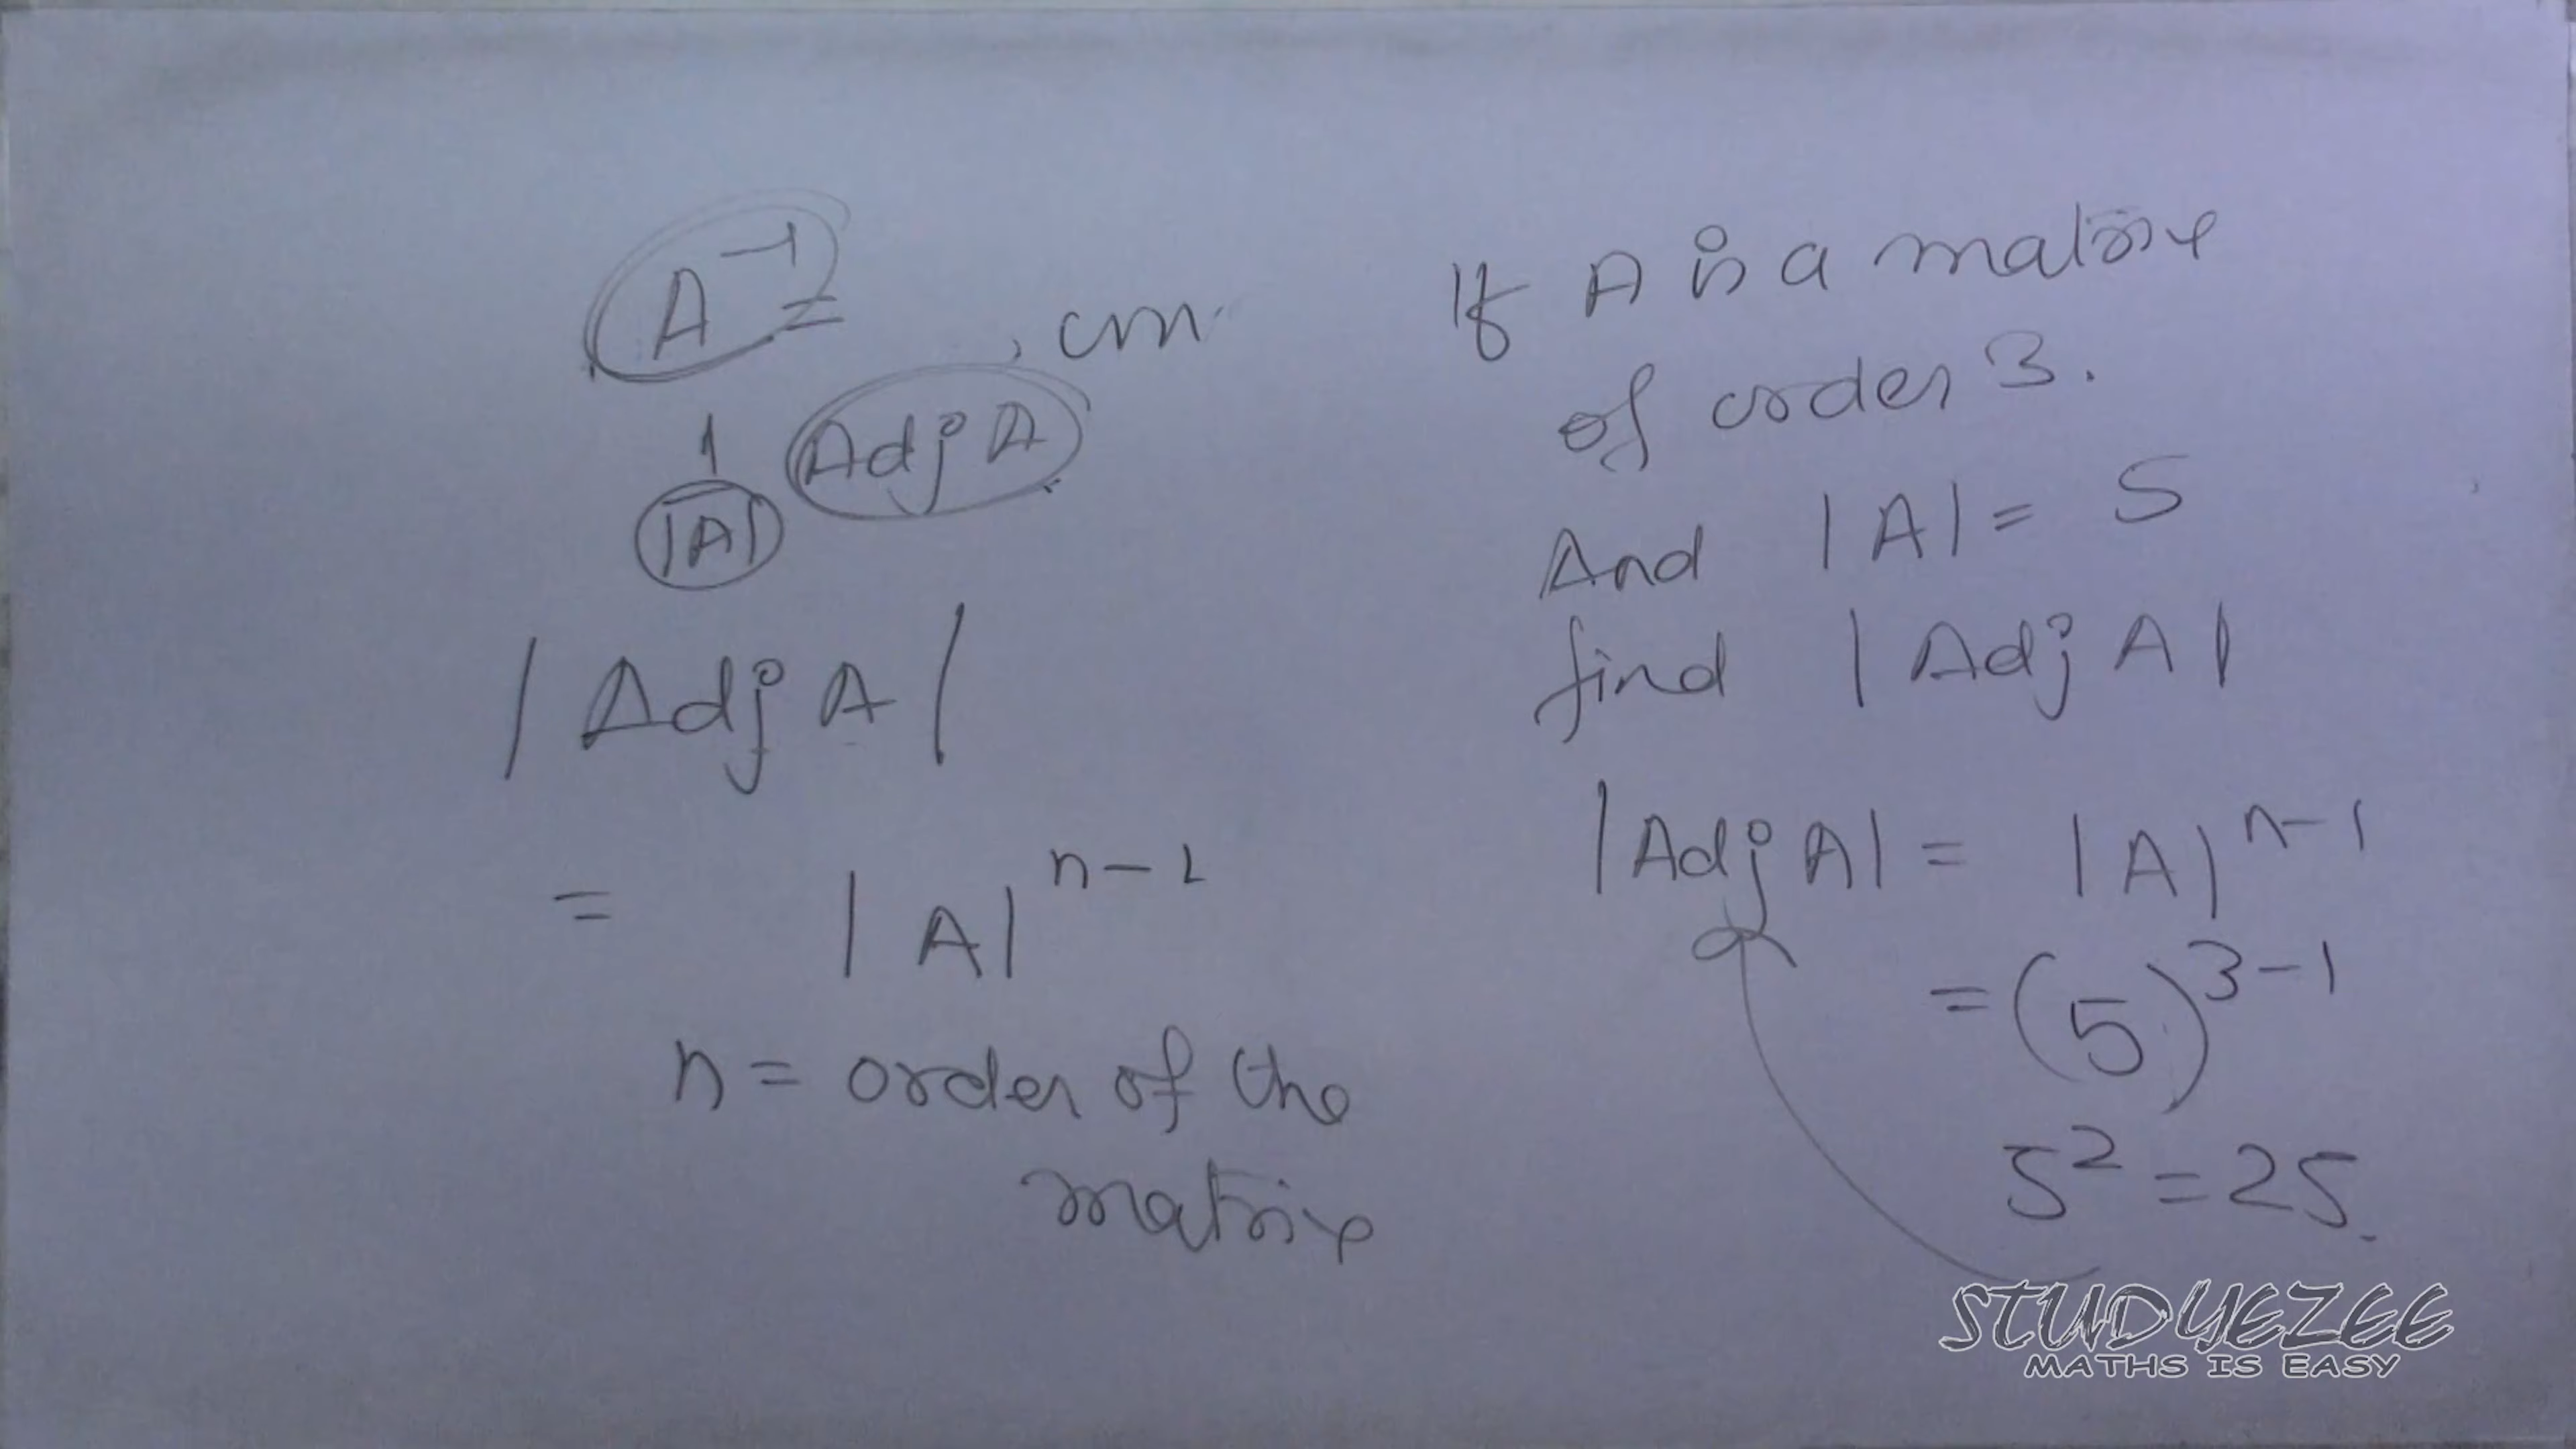 A⁻¹ =
, cm
1
|A| Adj A
| Adj A |
= | A |ⁿ⁻¹
n = order of the
matrix
If A is a matrix
of order 3.
And |A| = 5
find | Adj A |
|Adj A| = |A|ⁿ⁻¹
= (5)³⁻¹
5² = 25.
STUDYEZEE
MATHS IS EASY